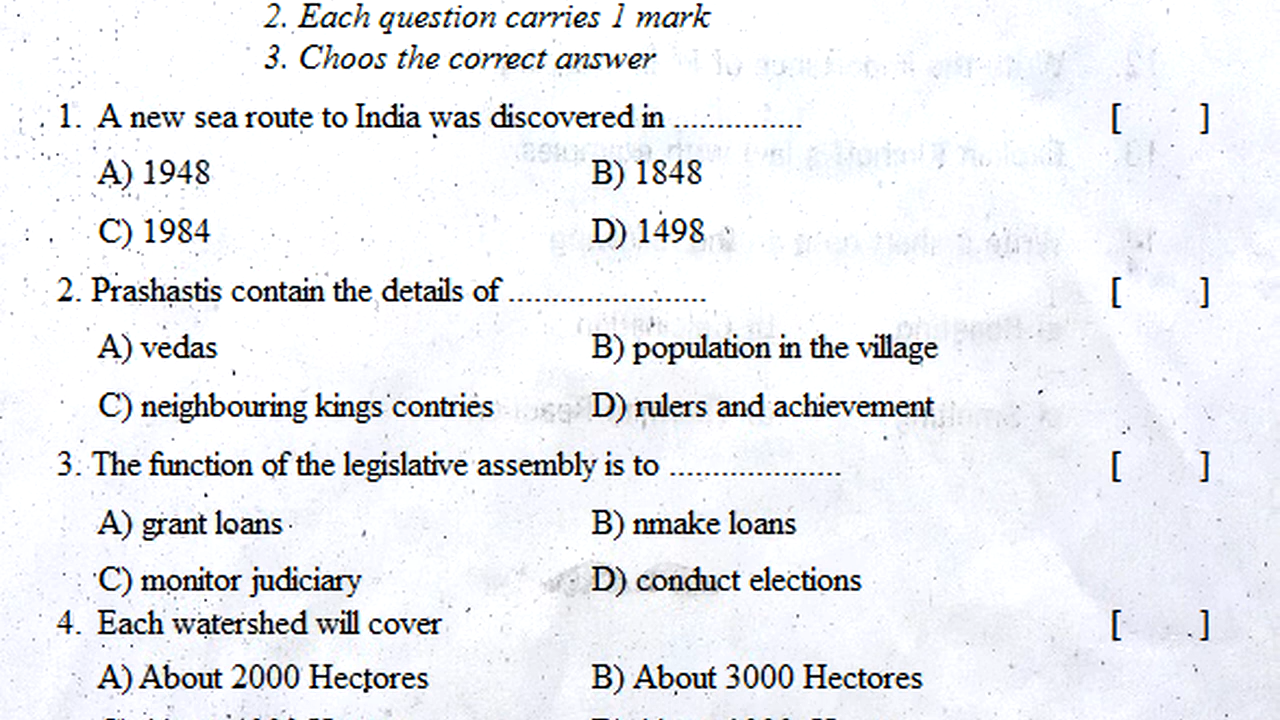 2. Each question carries 1 mark
3. Choos the correct answer
1. A new sea route to India was discovered in ............... [ ]
A) 1948 B) 1848
C) 1984 D) 1498
2. Prashastis contain the details of ....................... [ ]
A) vedas B) population in the village
C) neighbouring kings contries D) rulers and achievement
3. The function of the legislative assembly is to .................... [ ]
A) grant loans B) nmake loans
C) monitor judiciary D) conduct elections
4. Each watershed will cover [ ]
A) About 2000 Hectores B) About 3000 Hectores